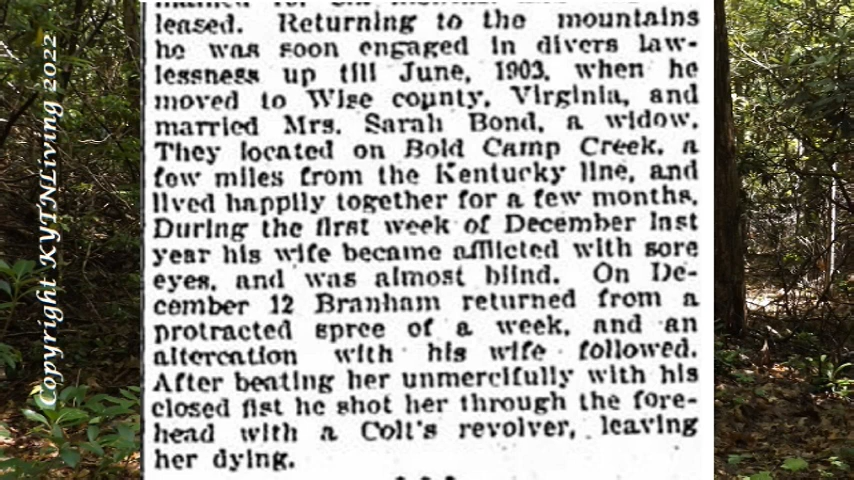 leased. Returning to the mountains
he was soon engaged in divers law-
lessness up till June, 1903, when he
moved to Wise county, Virginia, and
married Mrs. Sarah Bond, a widow.
They located on Bold Camp Creek, a
few miles from the Kentucky line, and
lived happily together for a few months.
During the first week of December last
year his wife became afflicted with sore
eyes, and was almost blind. On De-
cember 12 Branham returned from a
protracted spree of a week, and an
altercation with his wife followed.
After beating her unmercifully with his
closed fist he shot her through the fore-
head with a Colt's revolver, leaving
her dying.
Copyright KYTNLiving 2022